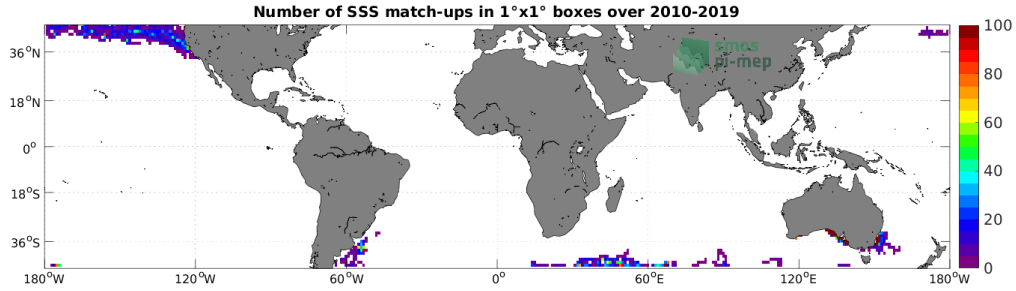 Number of SSS match-ups in 1°x1° boxes over 2010-2019
36°N
18°N
0°
18°S
36°S
180°W
120°W
60°W
0°
60°E
120°E
180°W
100
80
60
40
20
0
smos
pi-mep